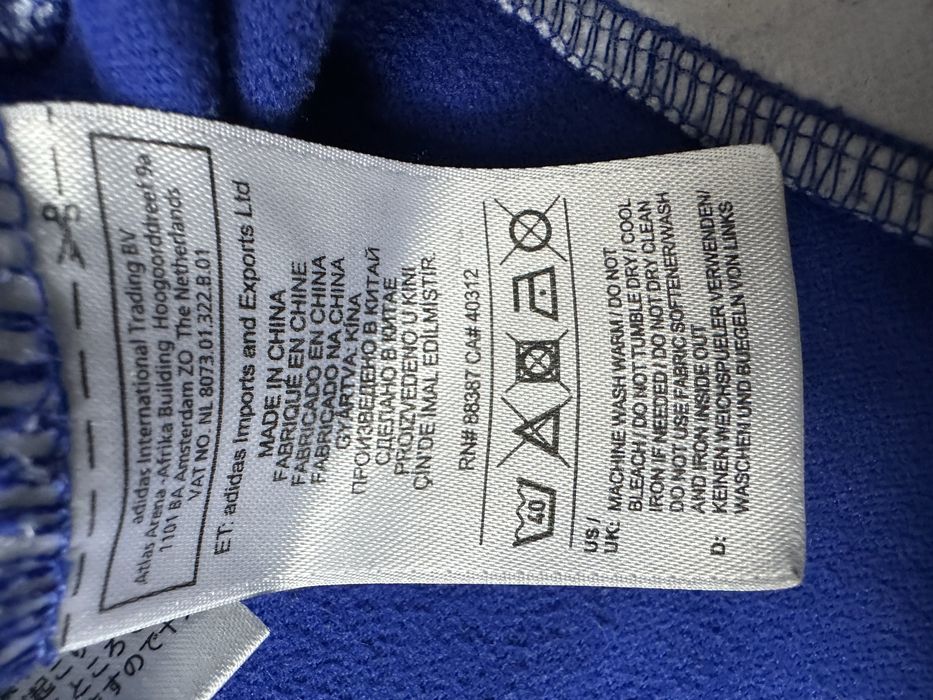 adidas International Trading BV
Atlas Arena -Afrika Building Hoogoorddreef 9a
1101 BA Amsterdam ZO The Netherlands
VAT NO. NL 8073.01.322.B.01
ET: adidas Imports and Exports Ltd
MADE IN CHINA
FABRIQUÉ EN CHINE
FABRICADO EN CHINA
FABRICADO NA CHINA
GYÁRTVA: KÍNA
ПРОИЗВЕДЕНО В КИТАЙ
СДЕЛАНО В КИТАЕ
PROIZVEDENO U KINI
ÇIN'DE İMAL EDİLMİŞTİR.
RN# 88387 CA# 40312
40
US /
UK: MACHINE WASH WARM / DO NOT
BLEACH / DO NOT TUMBLE DRY / COOL
IRON IF NEEDED / DO NOT DRY CLEAN
DO NOT USE FABRIC SOFTENER/WASH
AND IRON INSIDE OUT
D: KEINEN WEICHSPUELER VERWENDEN/
WASCHEN UND BUEGELN VON LINKS